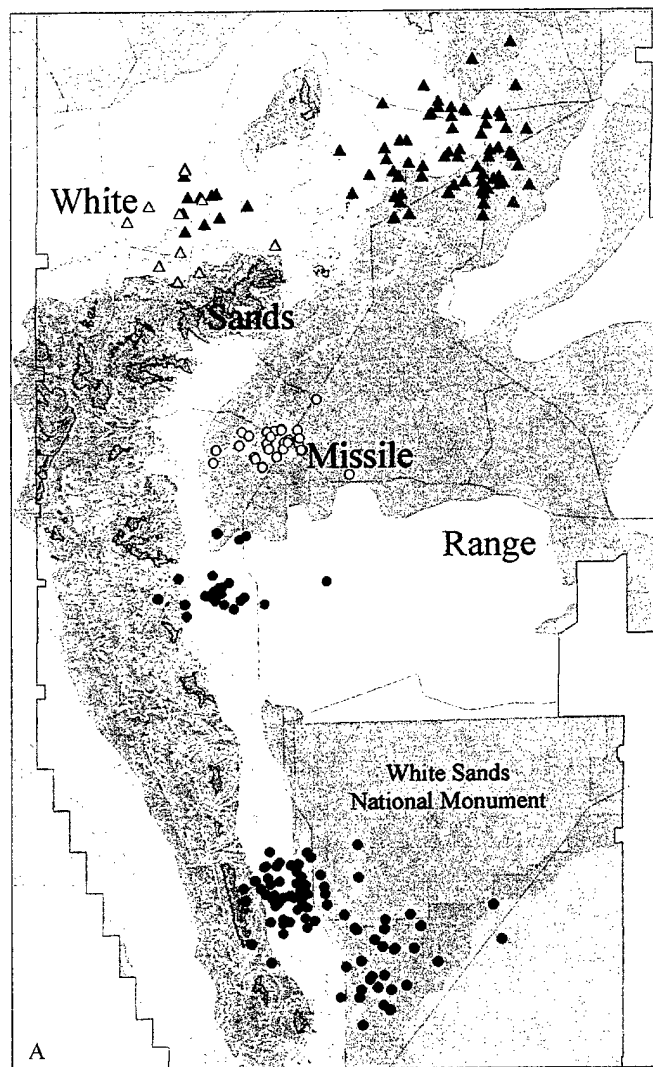 White
Sands
Missile
Range
White Sands
National Monument
A